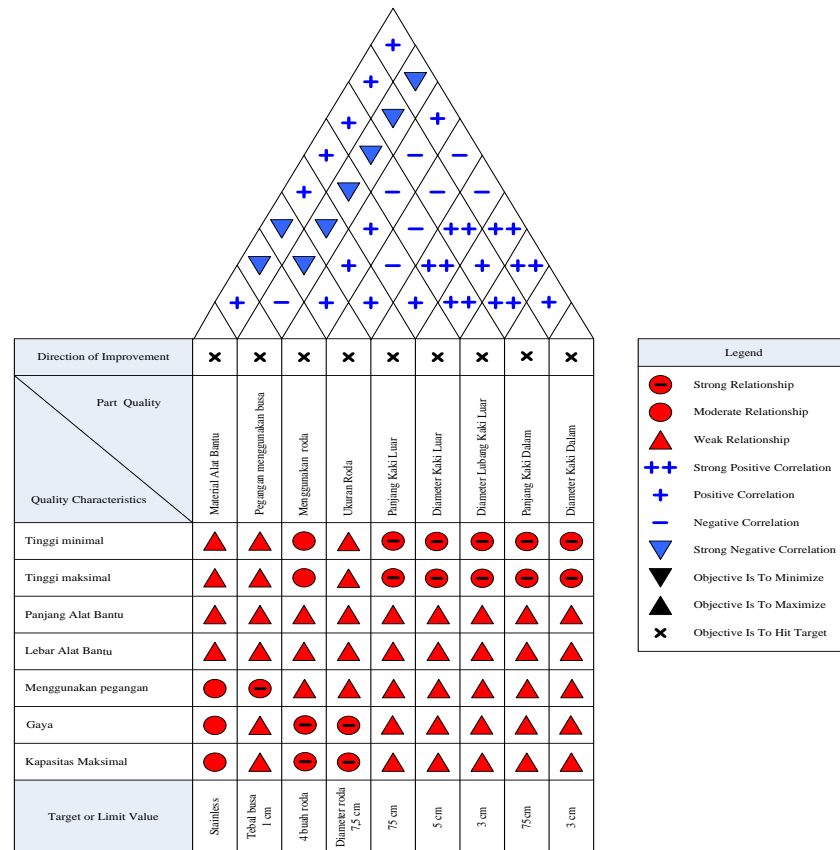 Direction of Improvement
Part Quality
Quality Characteristics
Material Alat Bantu
Pegangan menggunakan busa
Menggunakan roda
Ukuran Roda
Panjang Kaki Luar
Diameter Kaki Luar
Diameter Lubang Kaki Luar
Panjang Kaki Dalam
Diameter Kaki Dalam
Tinggi minimal
Tinggi maksimal
Panjang Alat Bantu
Lebar Alat Bantu
Menggunakan pegangan
Gaya
Kapasitas Maksimal
Target or Limit Value
Stainless
Tebal busa
1 cm
4 buah roda
Diameter roda
7,5 cm
75 cm
5 cm
3 cm
75cm
3 cm
Legend
Strong Relationship
Moderate Relationship
Weak Relationship
Strong Positive Correlation
Positive Correlation
Negative Correlation
Strong Negative Correlation
Objective Is To Minimize
Objective Is To Maximize
Objective Is To Hit Target